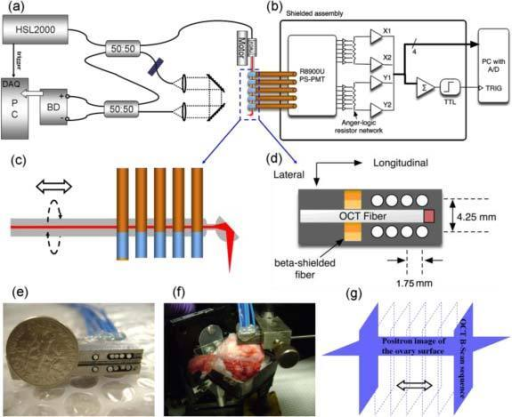 (a)
HSL2000
50:50
trigger
DAQ
P
C
BD
+
-
50:50
Motor
(b)
Shielded assembly
R8900U
PS-PMT
X1
X2
Y1
Y2
Anger-logic
resistor network
4
Σ
TTL
PC with
A/D
TRIG
(c)
(d)
Longitudinal
Lateral
OCT Fiber
4.25 mm
beta-shielded
fiber
1.75 mm
(e)
(f)
(g)
Positron image of
the ovary surface
OCT B-Scan sequence